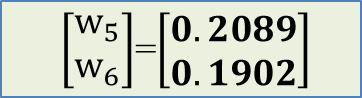 [w₅] = [0.2089]
[w₆]   [0.1902]